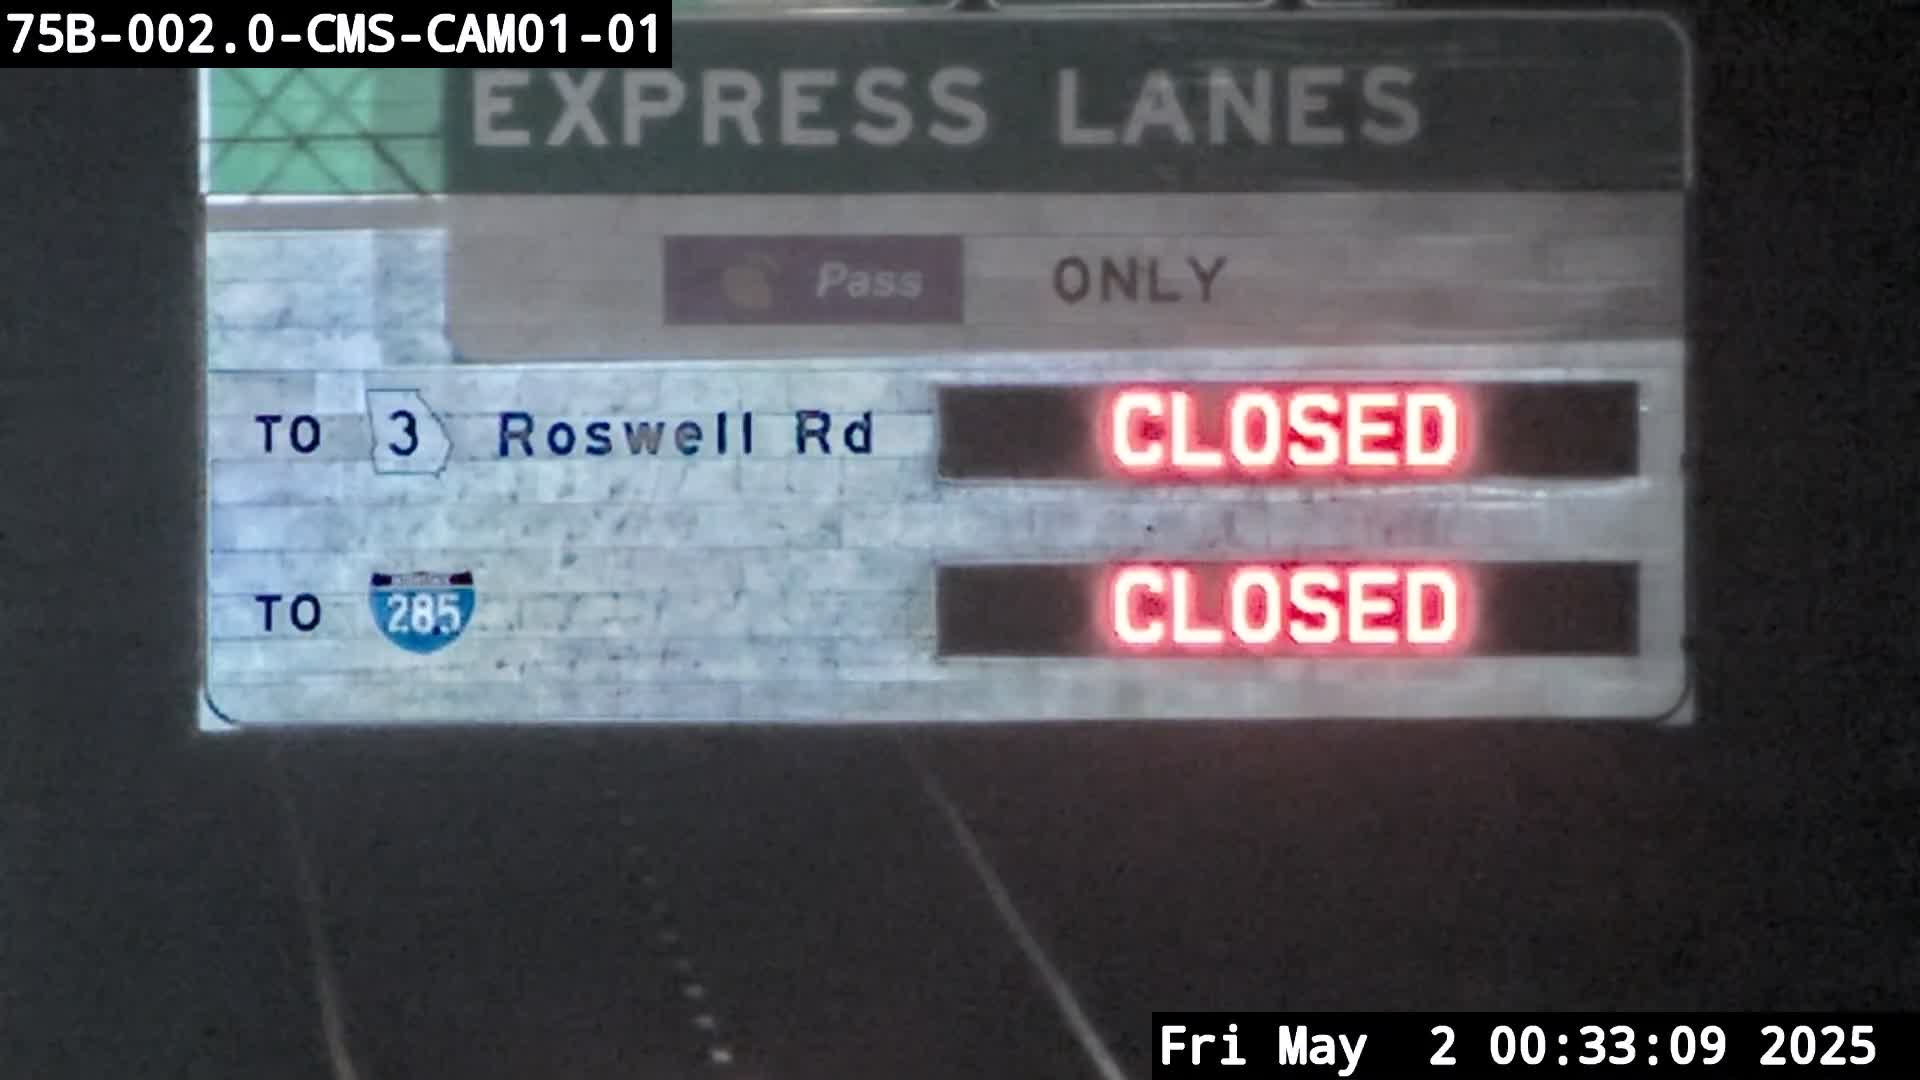 75B-002.0-CMS-CAM01-01
EXPRESS LANES
Pass ONLY
TO 3 Roswell Rd CLOSED
TO 285 CLOSED
Fri May 2 00:33:09 2025